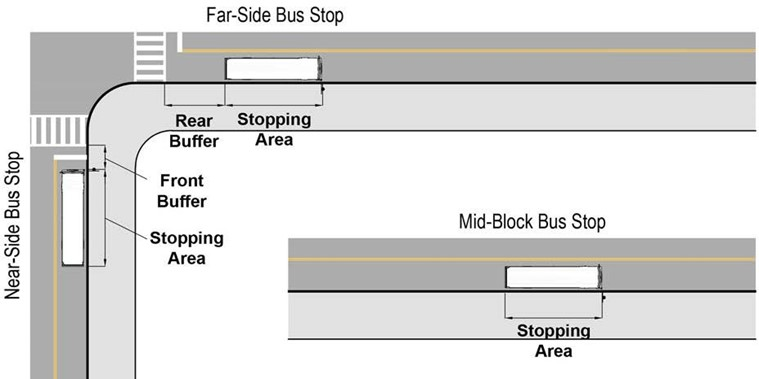 Far-Side Bus Stop
Rear
Buffer
Stopping
Area
Near-Side Bus Stop
Front
Buffer
Stopping
Area
Mid-Block Bus Stop
Stopping
Area